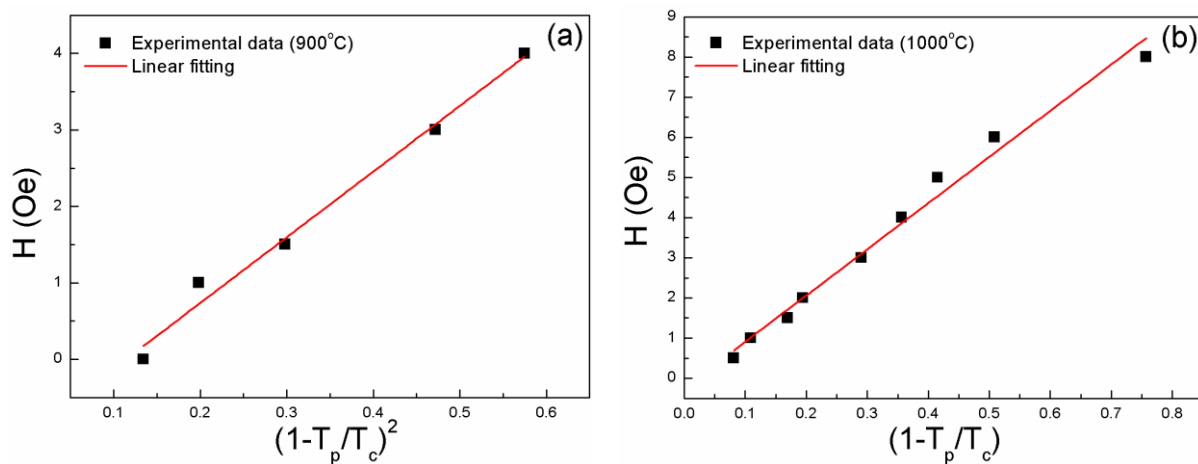 (a)
Experimental data (900°C)
Linear fitting
H (Oe)
4
3
2
1
0
0.1 0.2 0.3 0.4 0.5 0.6
(1-Tp/Tc)²
(b)
Experimental data (1000°C)
Linear fitting
H (Oe)
9
8
7
6
5
4
3
2
1
0
0.0 0.1 0.2 0.3 0.4 0.5 0.6 0.7 0.8
(1-Tp/Tc)